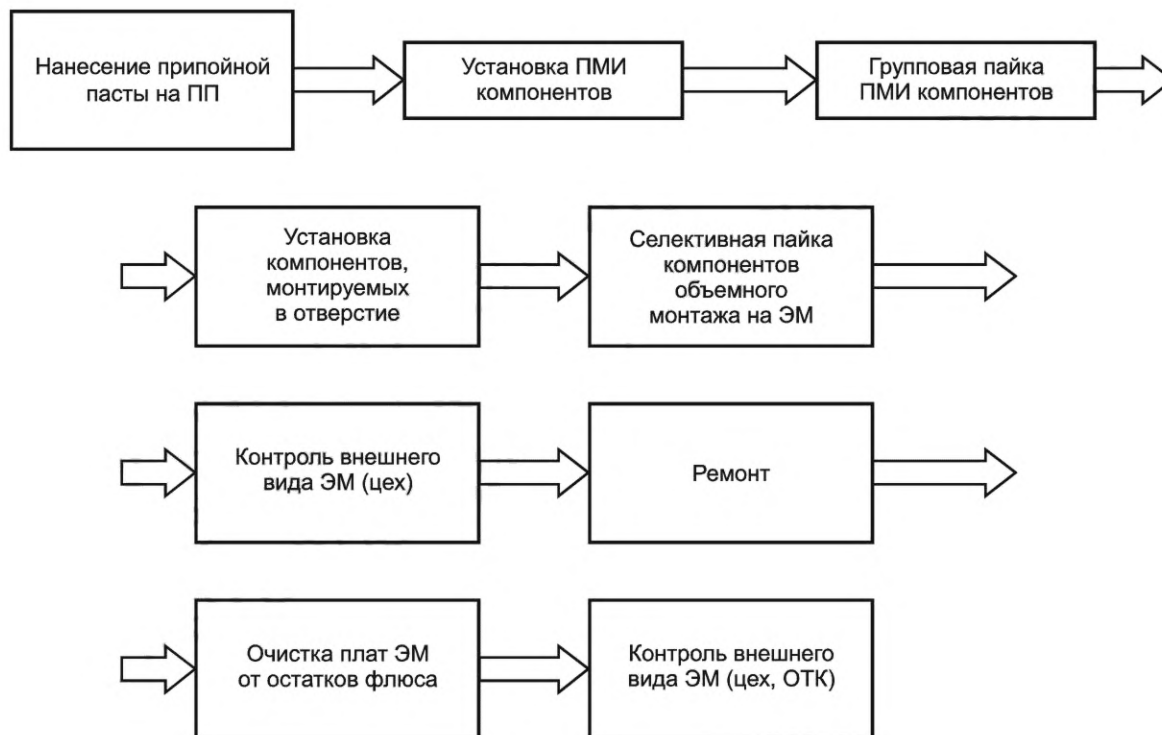 Нанесение припойной
пасты на ПП
Установка ПМИ
компонентов
Групповая пайка
ПМИ компонентов
Установка
компонентов,
монтируемых
в отверстие
Селективная пайка
компонентов
объемного
монтажа на ЭМ
Контроль внешнего
вида ЭМ (цех)
Ремонт
Очистка плат ЭМ
от остатков флюса
Контроль внешнего
вида ЭМ (цех, ОТК)